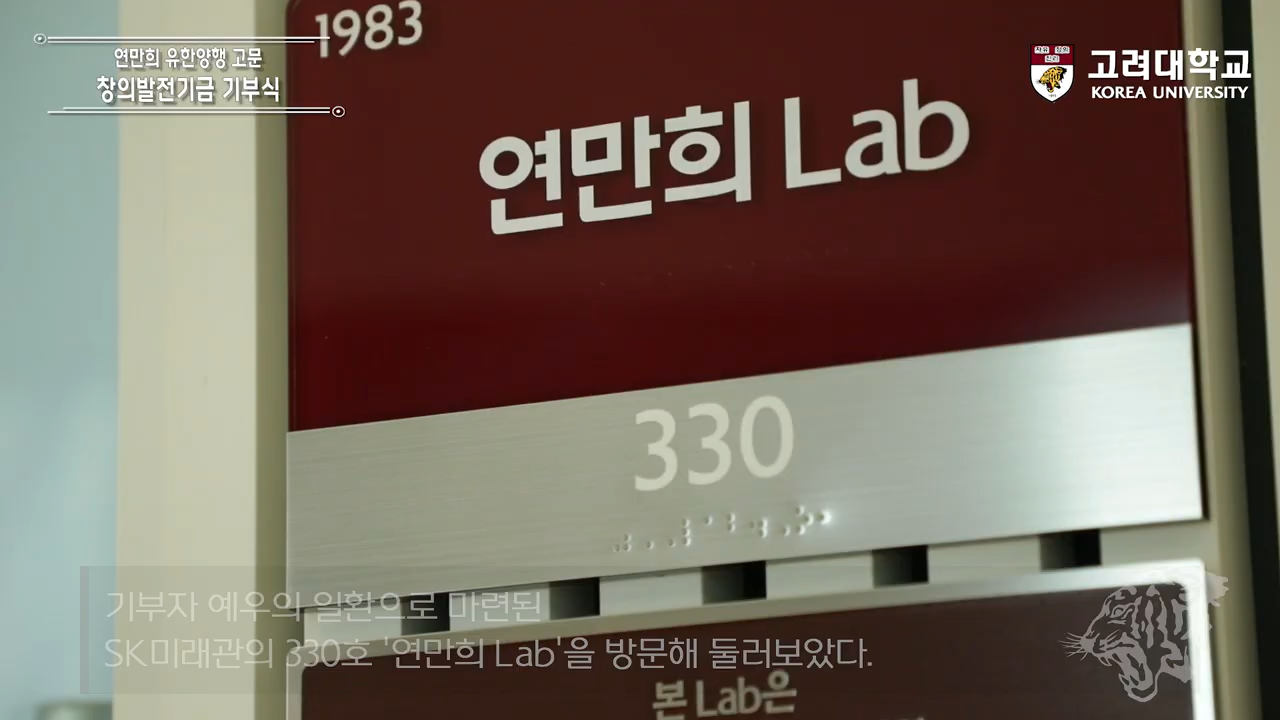 연만희 유한양행 고문
창의발전기금 기부식
고려대학교
KOREA UNIVERSITY
1983
연만희 Lab
330
기부자 예우의 일환으로 마련된
SK미래관의 330호 '연만희 Lab'을 방문해 둘러보았다.
본 Lab은